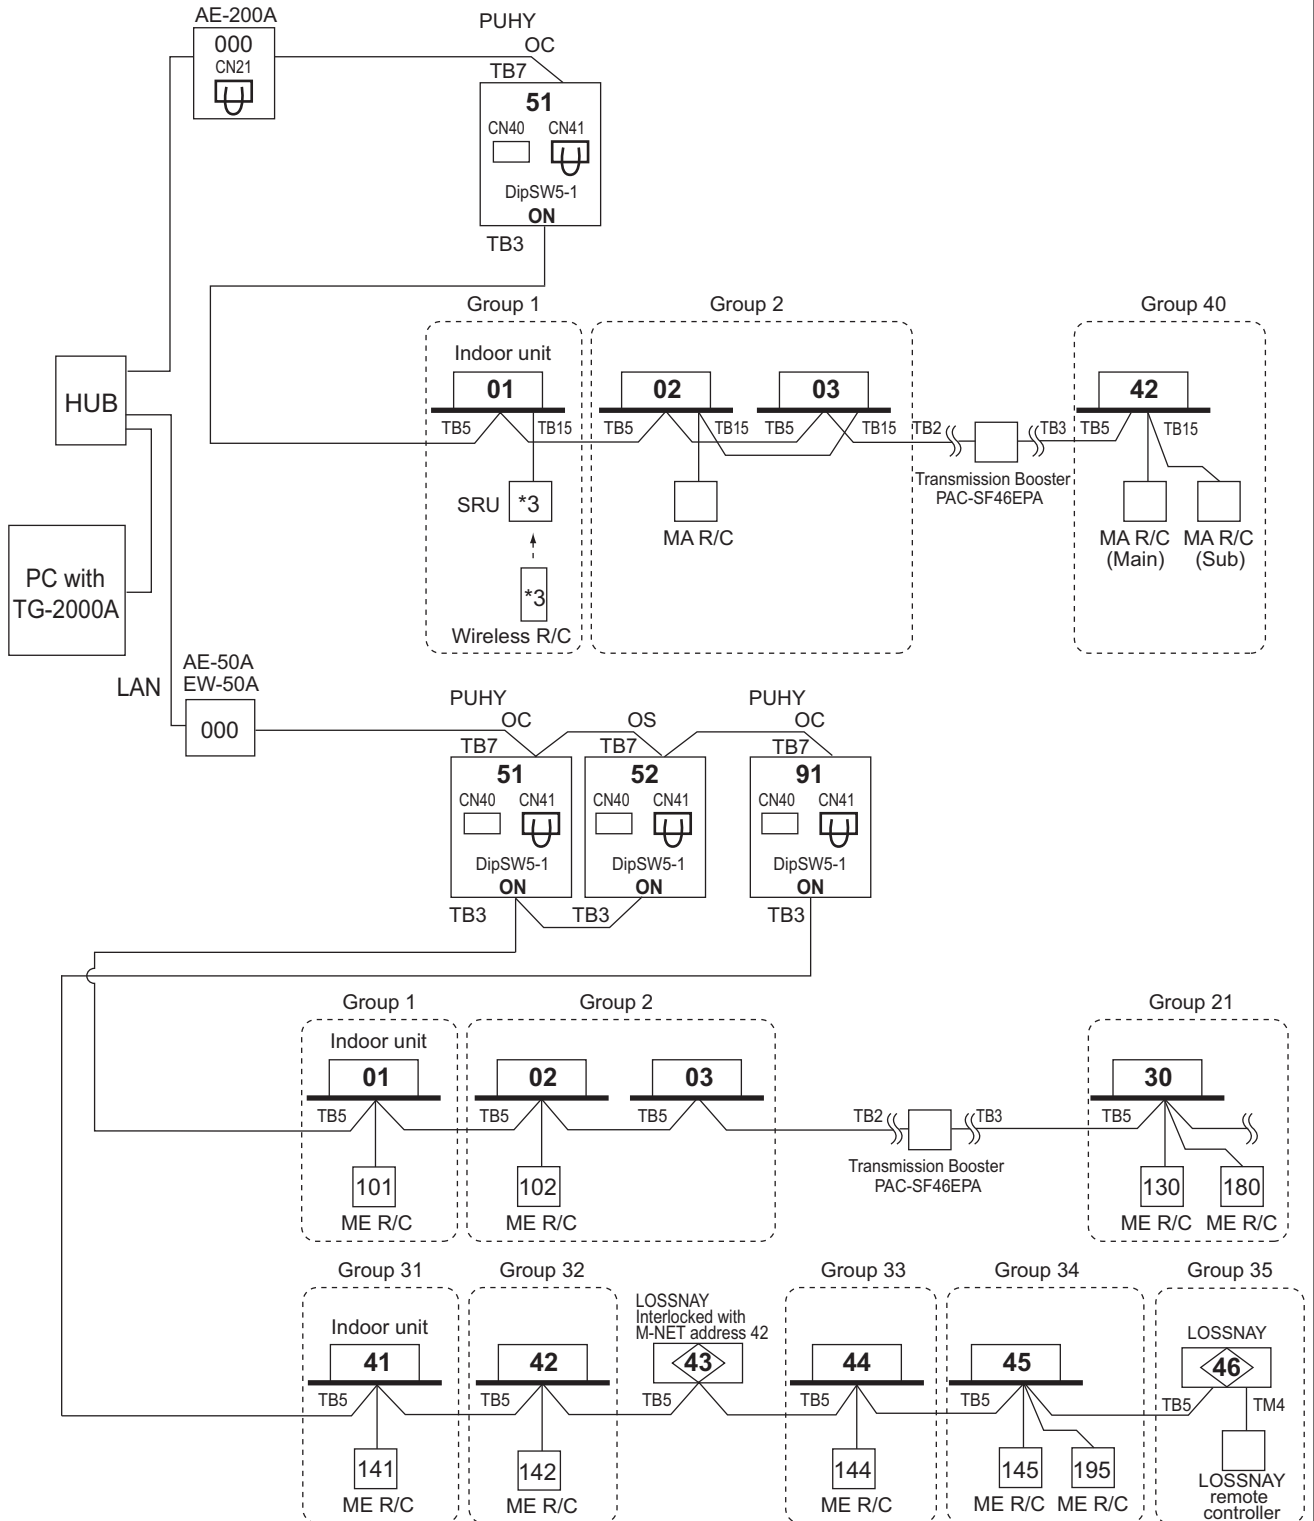 AE-200A
000
CN21
PUHY
OC
TB7
51
CN40 CN41
DipSW5-1
ON
TB3
HUB
PC with
TG-2000A
LAN
Group 1
Group 2
Group 40
Indoor unit
01
02
03
42
TB5 TB15 TB5 TB15 TB5 TB15 TB2 TB3 TB5 TB15
Transmission Booster
PAC-SF46EPA
SRU *3
*3
Wireless R/C
MA R/C
MA R/C
(Main)
MA R/C
(Sub)
AE-50A
EW-50A
000
PUHY
OC
OS
PUHY
OC
TB7 TB7 TB7
51
52
91
CN40 CN41 CN40 CN41 CN40 CN41
DipSW5-1 DipSW5-1 DipSW5-1
ON ON ON
TB3 TB3 TB3
Group 1
Group 2
Group 21
Indoor unit
01
02
03
30
TB5 TB5 TB5 TB2 TB3 TB5
Transmission Booster
PAC-SF46EPA
101
102
130
180
ME R/C ME R/C ME R/C ME R/C
Group 31
Group 32
Group 33
Group 34
Group 35
LOSSNAY
Interlocked with
M-NET address 42
Indoor unit
LOSSNAY
41
42
43
44
45
46
TB5 TB5 TB5 TB5 TB5 TB5 TM4
141
142
144
145
195
ME R/C ME R/C ME R/C ME R/C ME R/C
LOSSNAY
remote
controller